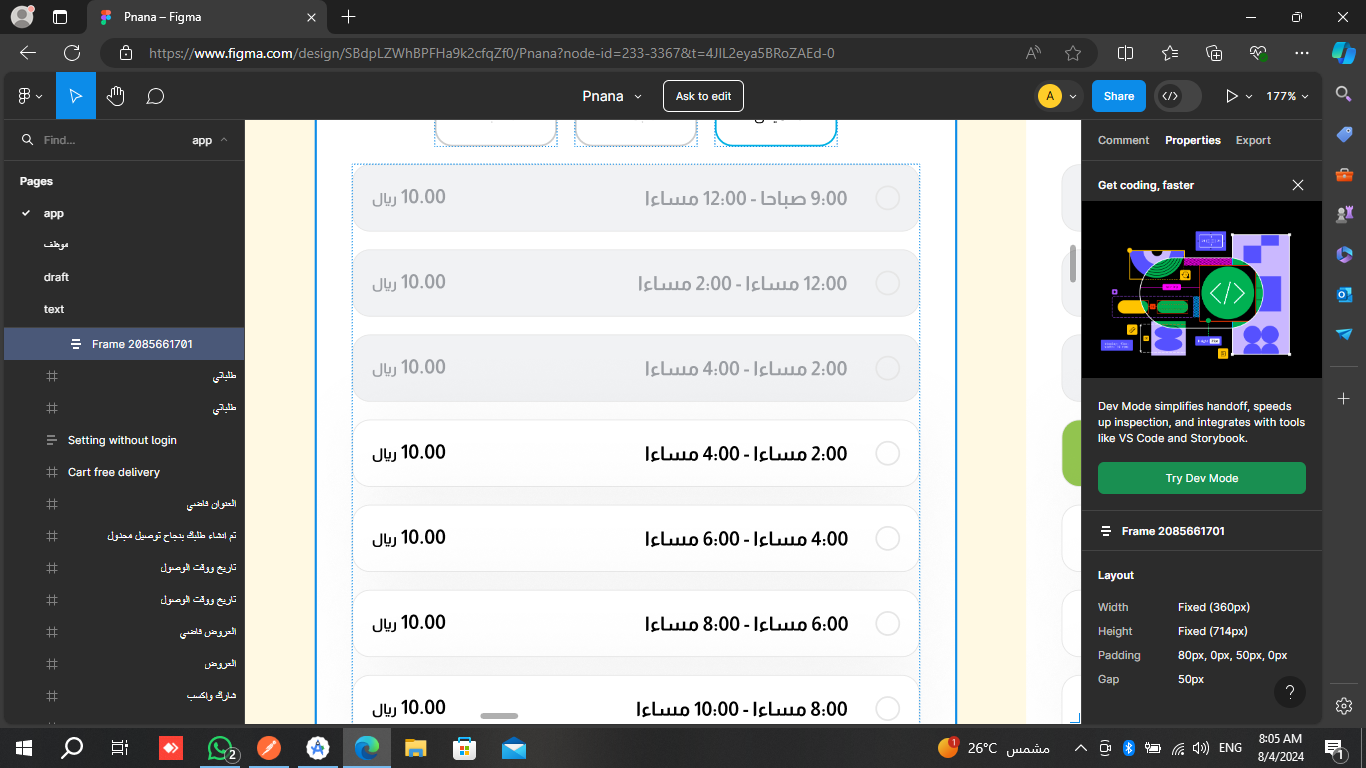 Pnana – Figma
https://www.figma.com/design/SBdpLZWhBPFHa9k2cfqZf0/Pnana?node-id=233-3367&t=4JIL2eya5BRoZAEd-0
Pnana
Ask to edit
A
Share
177%
Find...
app
Pages
app
موظف
draft
text
Frame 2085661701
طلباتي
طلباتي
Setting without login
Cart free delivery
العنوان فاضي
تم انشاء طلبك بنجاح توصيل مجدول
تاريخ ووقت الوصول
تاريخ ووقت الوصول
العروض فاضي
العروض
شارك واكسب
9:00 صباحا - 12:00 مساءا
10.00 ريال
12:00 مساءا - 2:00 مساءا
10.00 ريال
2:00 مساءا - 4:00 مساءا
10.00 ريال
2:00 مساءا - 4:00 مساءا
10.00 ريال
4:00 مساءا - 6:00 مساءا
10.00 ريال
6:00 مساءا - 8:00 مساءا
10.00 ريال
8:00 مساءا - 10:00 مساءا
10.00 ريال
Comment Properties Export
Get coding, faster
Dev Mode simplifies handoff, speeds
up inspection, and integrates with tools
like VS Code and Storybook.
Try Dev Mode
Frame 2085661701
Layout
Width Fixed (360px)
Height Fixed (714px)
Padding 80px, 0px, 50px, 0px
Gap 50px
?
2
1
26°C مشمس
ENG
8:05 AM
8/4/2024
1